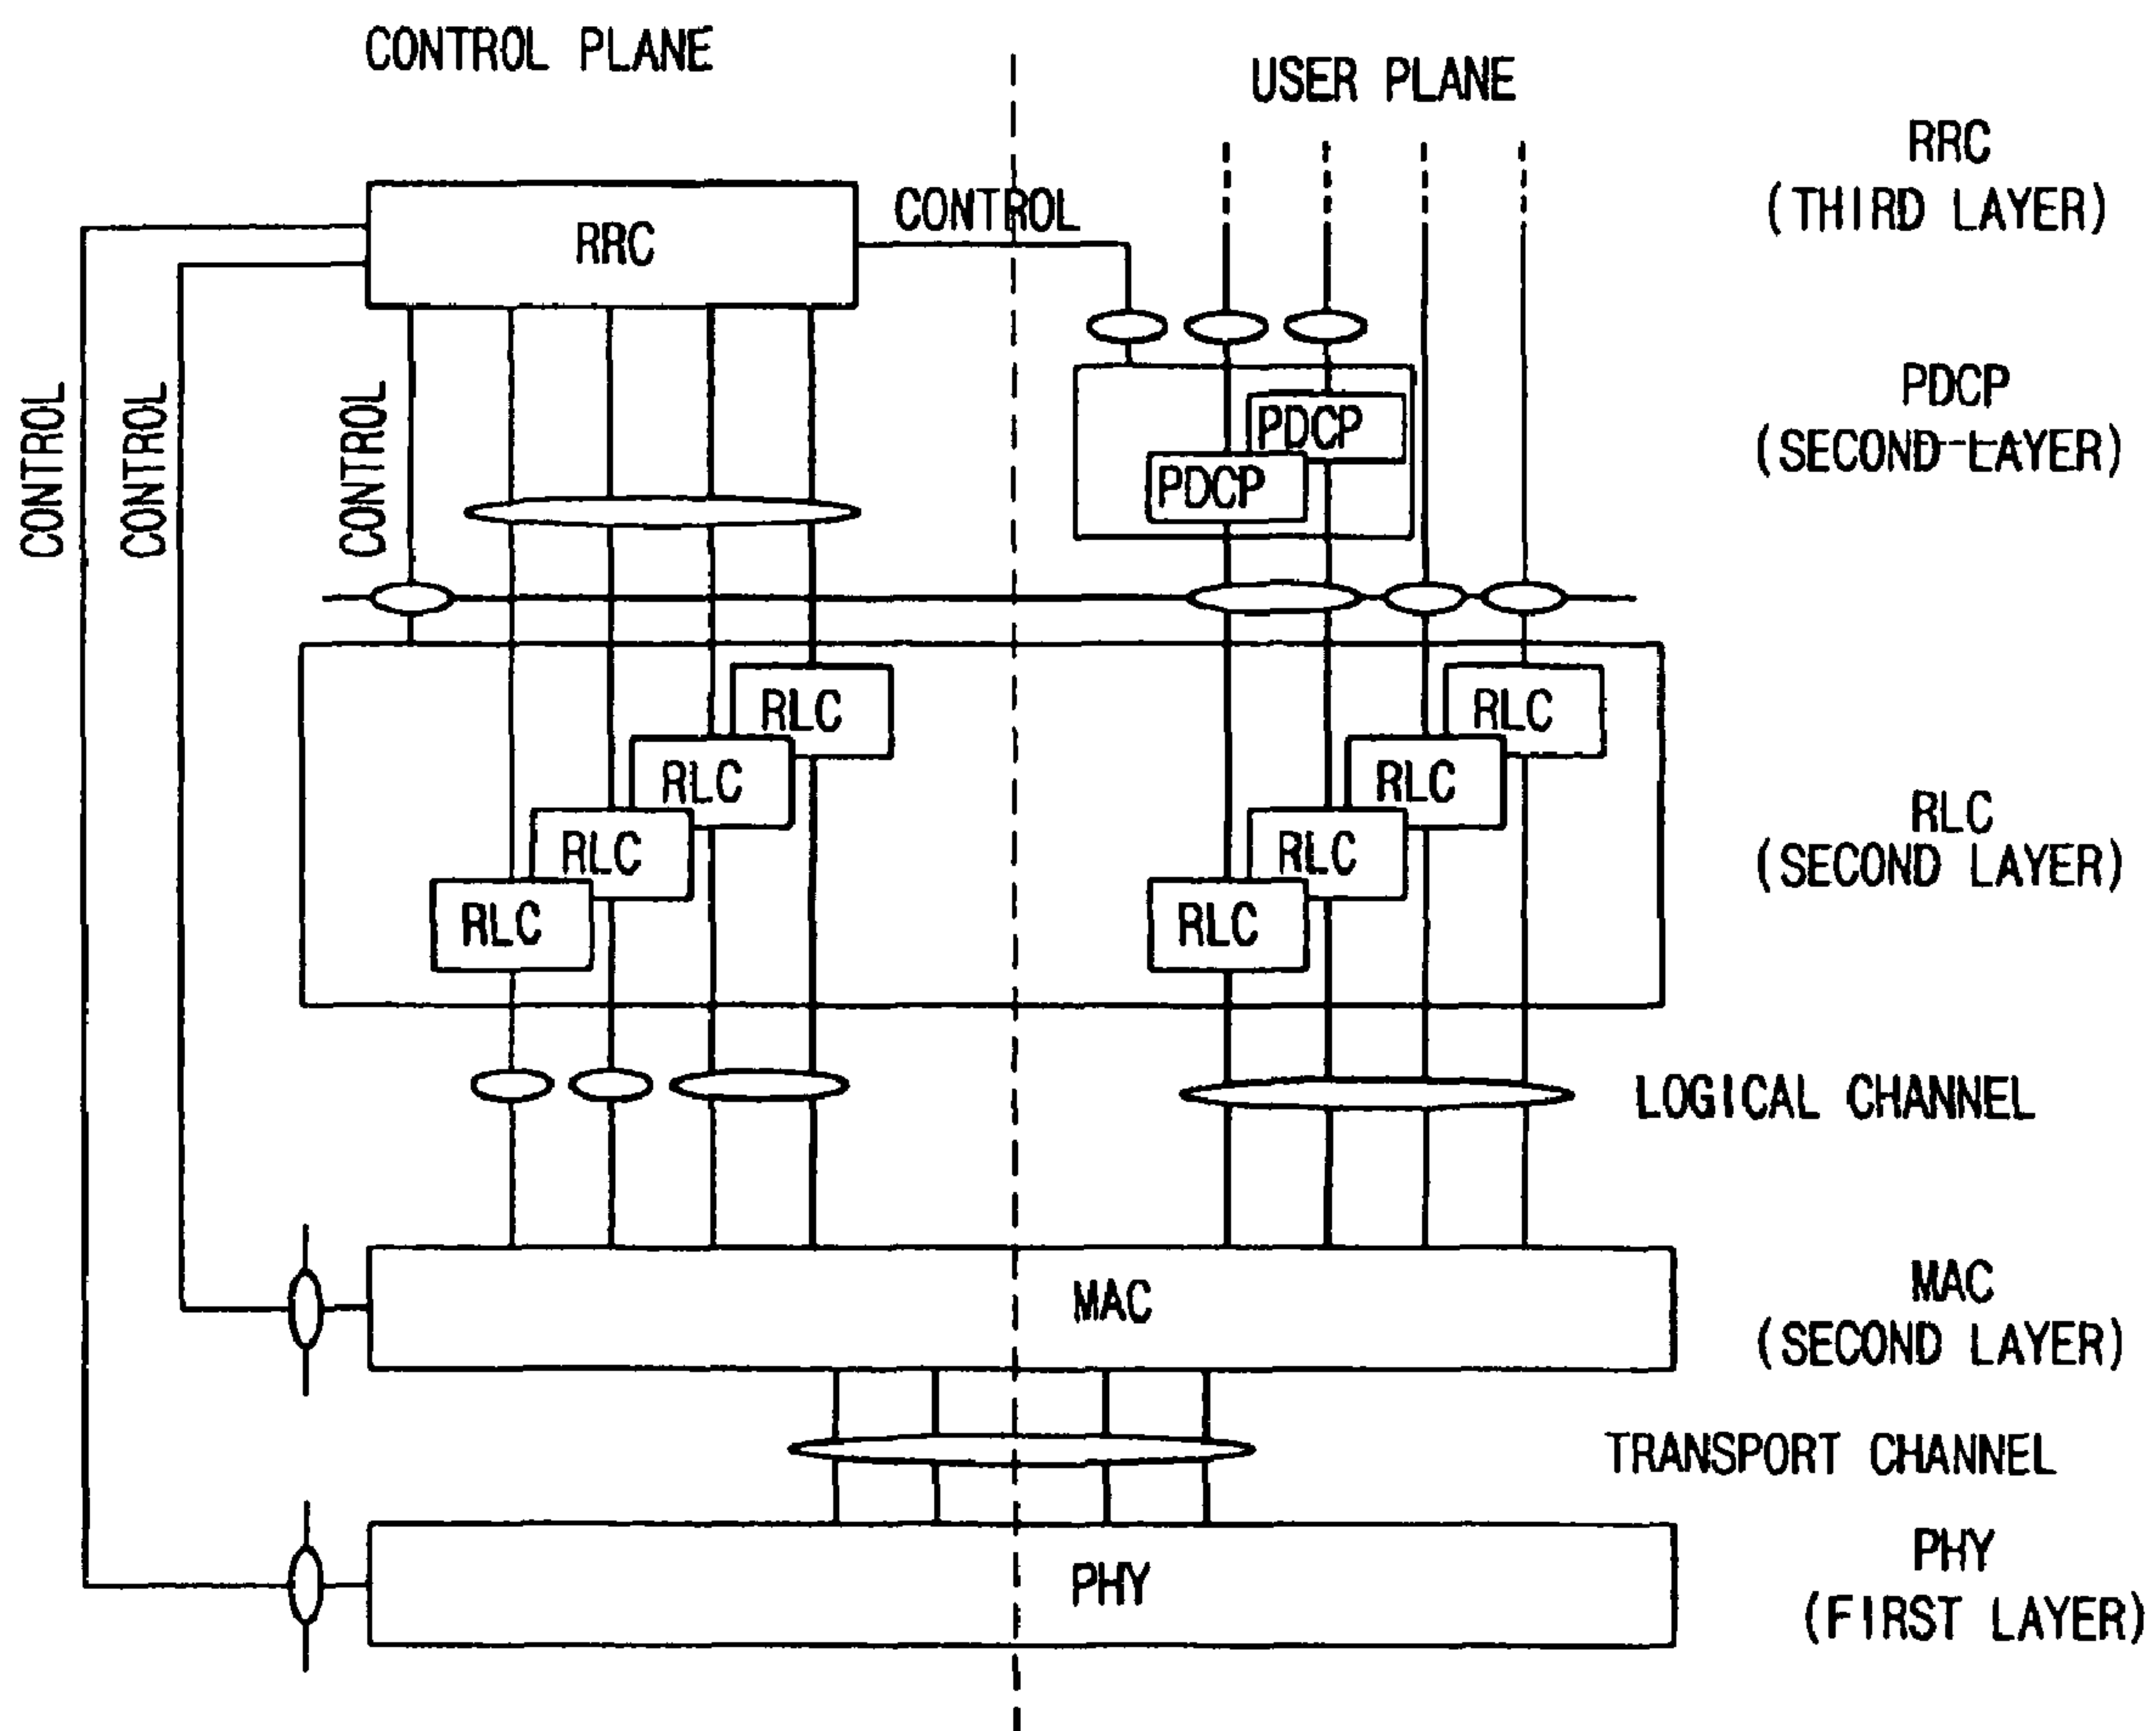 CONTROL PLANE
USER PLANE
RRC
(THIRD LAYER)
RRC
CONTROL
CONTROL
CONTROL
CONTROL
PDCP
PDCP
PDCP
(SECOND LAYER)
RLC
RLC
RLC
RLC
RLC
RLC
RLC
RLC
RLC
(SECOND LAYER)
LOGICAL CHANNEL
MAC
MAC
(SECOND LAYER)
TRANSPORT CHANNEL
PHY
PHY
(FIRST LAYER)